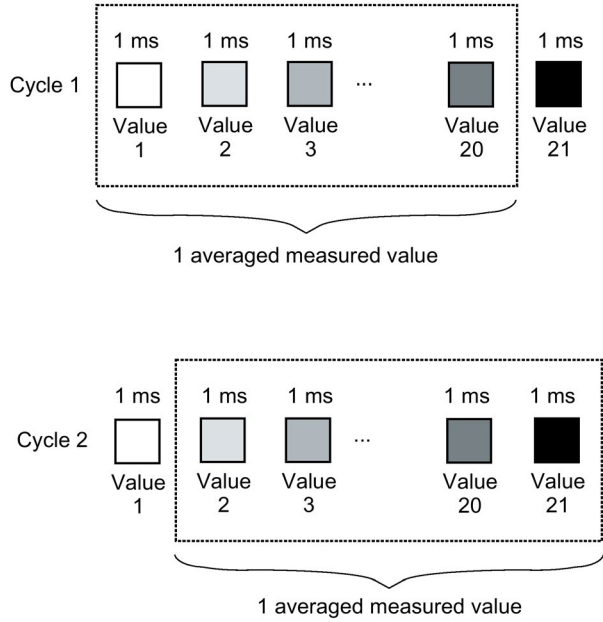 1 ms 1 ms 1 ms 1 ms 1 ms
Cycle 1 ...
Value Value Value Value Value
1 2 3 20 21
1 averaged measured value
1 ms 1 ms 1 ms 1 ms 1 ms
Cycle 2 ...
Value Value Value Value Value
1 2 3 20 21
1 averaged measured value